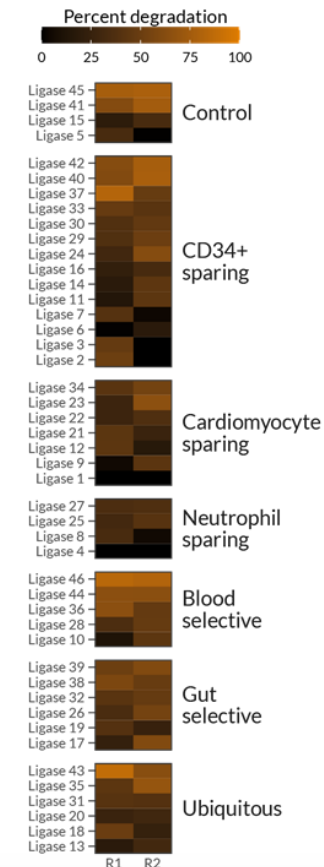 Percent degradation
0 25 50 75 100
Ligase 45
Ligase 41
Ligase 15
Ligase 5
Control
Ligase 42
Ligase 40
Ligase 37
Ligase 33
Ligase 30
Ligase 29
Ligase 24
Ligase 16
Ligase 14
Ligase 11
Ligase 7
Ligase 6
Ligase 3
Ligase 2
CD34+
sparing
Ligase 34
Ligase 23
Ligase 22
Ligase 21
Ligase 12
Ligase 9
Ligase 1
Cardiomyocyte
sparing
Ligase 27
Ligase 25
Ligase 8
Ligase 4
Neutrophil
sparing
Ligase 46
Ligase 44
Ligase 36
Ligase 28
Ligase 10
Blood
selective
Ligase 39
Ligase 38
Ligase 32
Ligase 26
Ligase 19
Ligase 17
Gut
selective
Ligase 43
Ligase 35
Ligase 31
Ligase 20
Ligase 18
Ligase 13
Ubiquitous
R1 R2